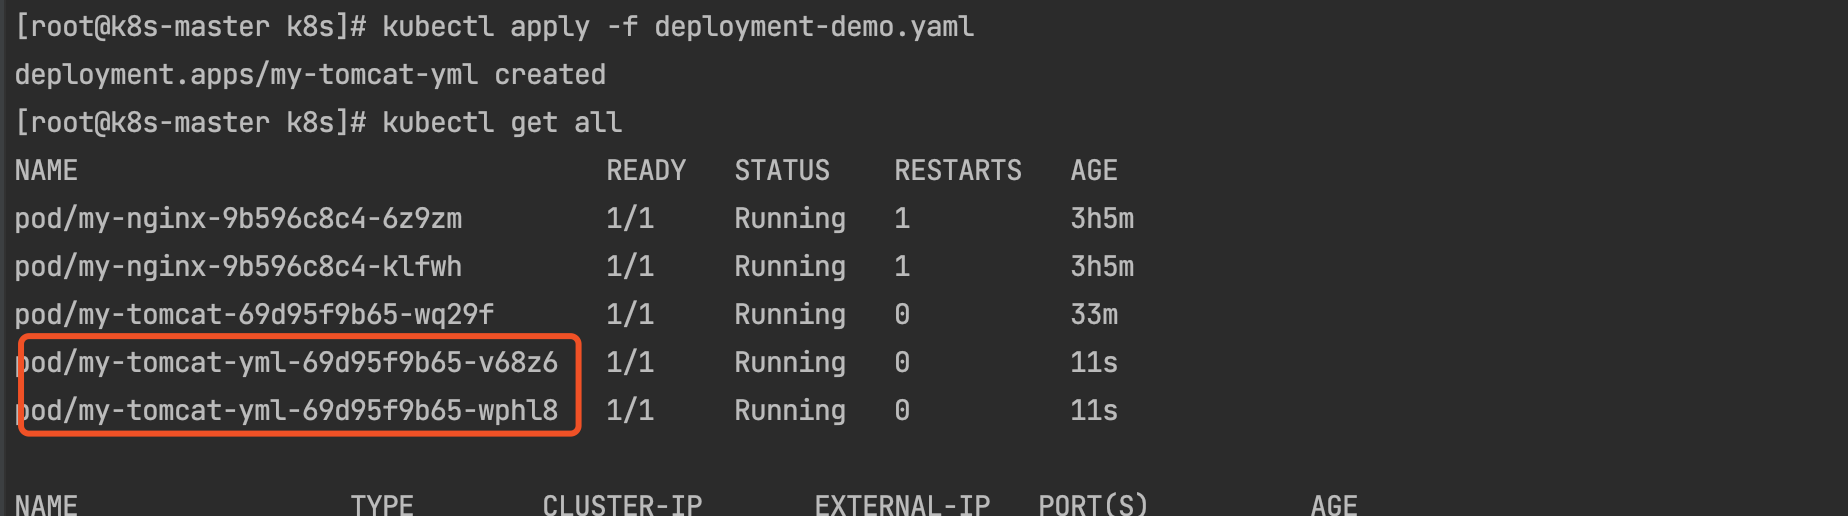 [root@k8s-master k8s]# kubectl apply -f deployment-demo.yaml
deployment.apps/my-tomcat-yml created
[root@k8s-master k8s]# kubectl get all
NAME READY STATUS RESTARTS AGE
pod/my-nginx-9b596c8c4-6z9zm 1/1 Running 1 3h5m
pod/my-nginx-9b596c8c4-klfwh 1/1 Running 1 3h5m
pod/my-tomcat-69d95f9b65-wq29f 1/1 Running 0 33m
pod/my-tomcat-yml-69d95f9b65-v68z6 1/1 Running 0 11s
pod/my-tomcat-yml-69d95f9b65-wphl8 1/1 Running 0 11s
NAME TYPE CLUSTER-IP EXTERNAL-IP PORT(S) AGE